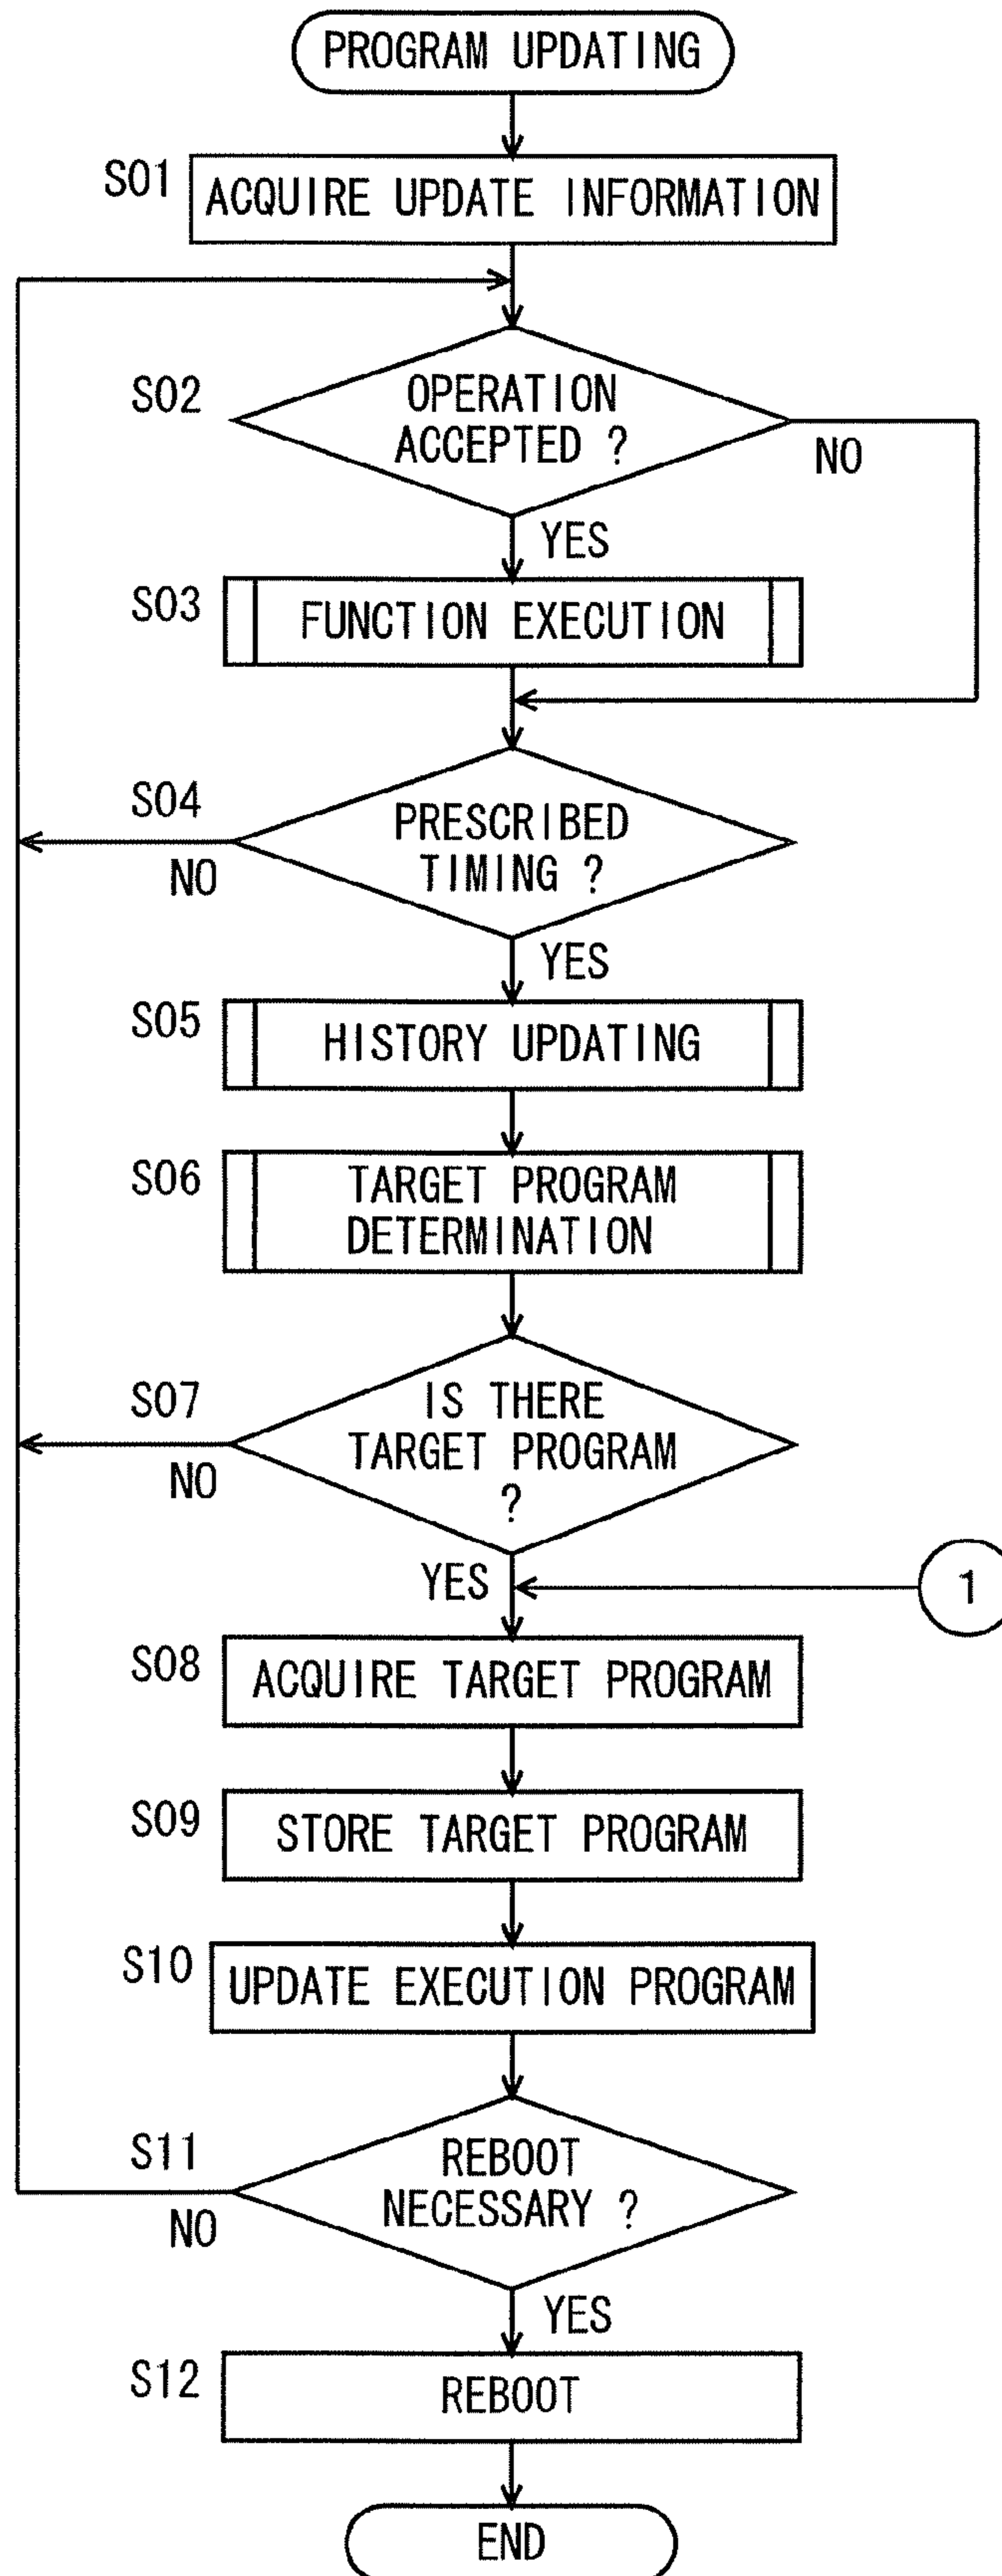 PROGRAM UPDATING
S01
ACQUIRE UPDATE INFORMATION
S02
OPERATION
ACCEPTED ?
NO
YES
S03
FUNCTION EXECUTION
S04
PRESCRIBED
TIMING ?
NO
YES
S05
HISTORY UPDATING
S06
TARGET PROGRAM
DETERMINATION
S07
IS THERE
TARGET PROGRAM
?
NO
YES
1
S08
ACQUIRE TARGET PROGRAM
S09
STORE TARGET PROGRAM
S10
UPDATE EXECUTION PROGRAM
S11
REBOOT
NECESSARY ?
NO
YES
S12
REBOOT
END